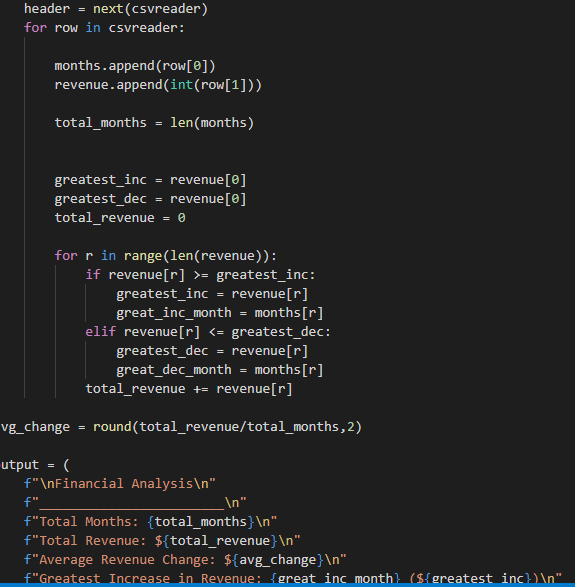 header = next(csvreader)
for row in csvreader:
months.append(row[0])
revenue.append(int(row[1]))
total_months = len(months)
greatest_inc = revenue[0]
greatest_dec = revenue[0]
total_revenue = 0
for r in range(len(revenue)):
if revenue[r] >= greatest_inc:
greatest_inc = revenue[r]
great_inc_month = months[r]
elif revenue[r] <= greatest_dec:
greatest_dec = revenue[r]
great_dec_month = months[r]
total_revenue += revenue[r]
vg_change = round(total_revenue/total_months,2)
utput = (
f"\nFinancial Analysis\n"
f"_______________________\n"
f"Total Months: {total_months}\n"
f"Total Revenue: ${total_revenue}\n"
f"Average Revenue Change: ${avg_change}\n"
f"Greatest Increase in Revenue: {great_inc_month} (${greatest_inc})\n"